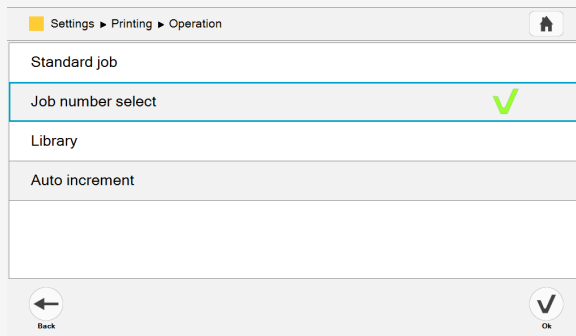 Settings ► Printing ► Operation
Standard job
Job number select
Library
Auto increment
Back
Ok